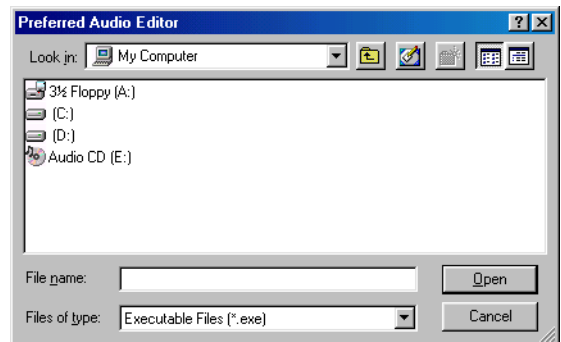 Preferred Audio Editor
Look in: My Computer
3½ Floppy (A:)
(C:)
(D:)
Audio CD (E:)
File name:
Open
Files of type: Executable Files (*.exe)
Cancel